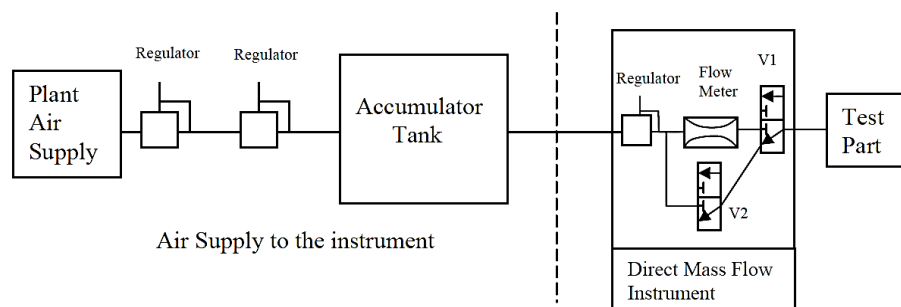 Plant
Air
Supply
Regulator
Regulator
Accumulator
Tank
Air Supply to the instrument
Regulator
Flow
Meter
V1
V2
Test
Part
Direct Mass Flow
Instrument